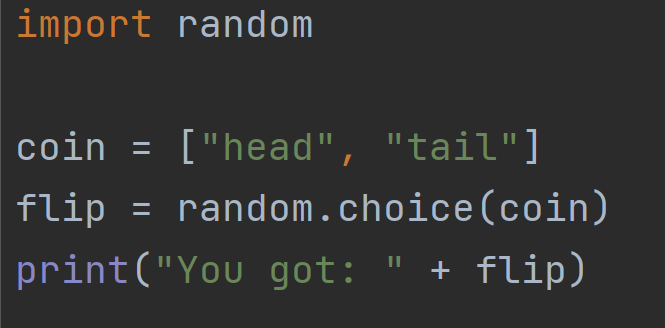 import random
coin = ["head", "tail"]
flip = random.choice(coin)
print("You got: " + flip)